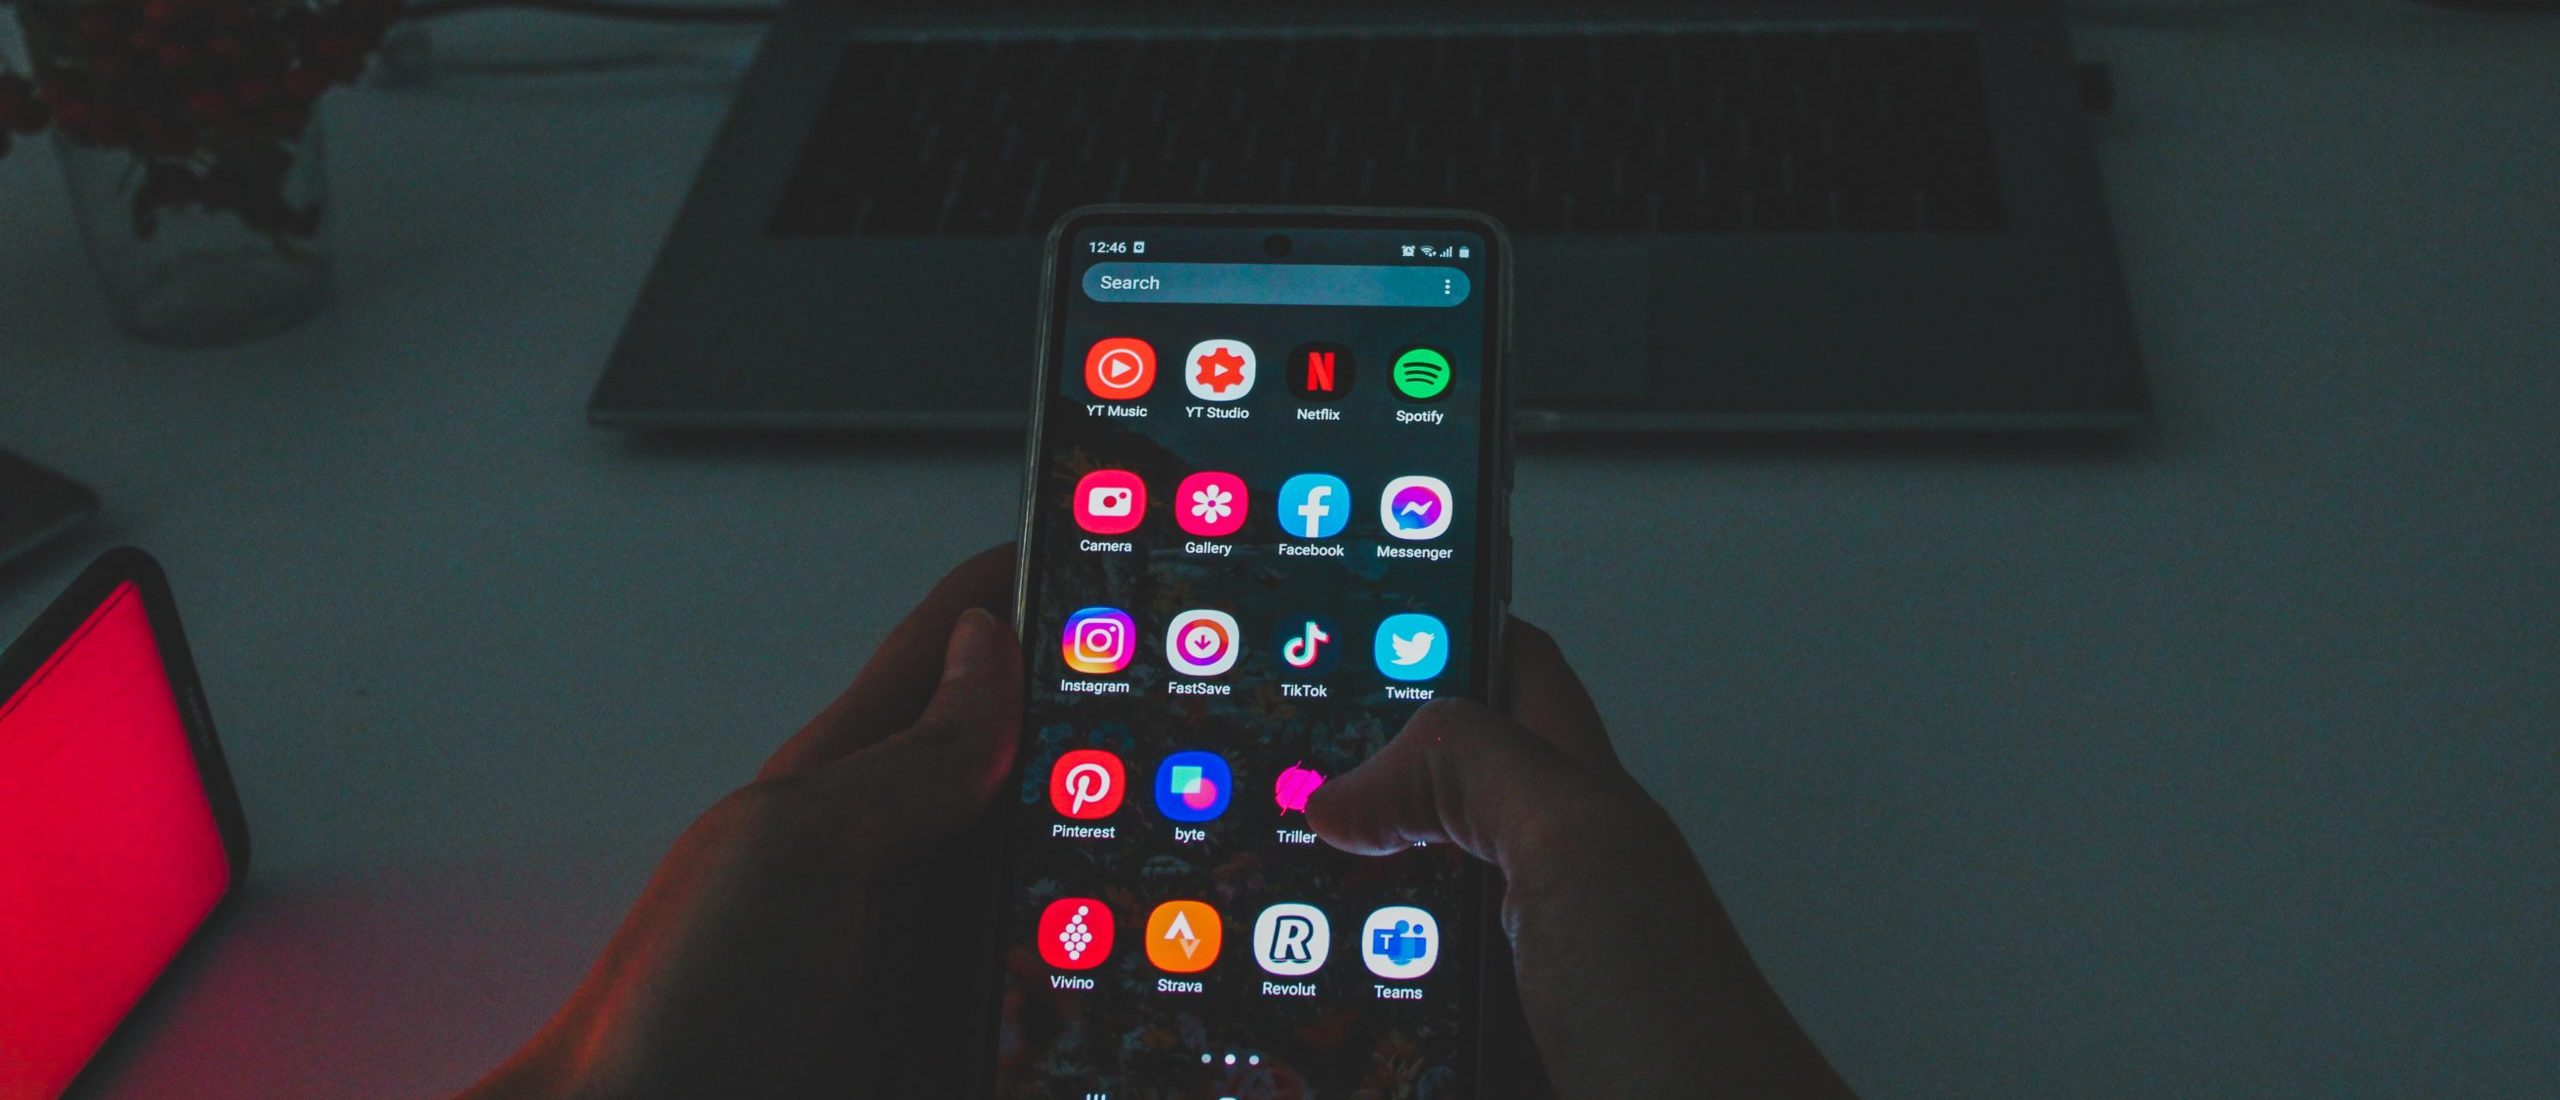 12:46
Search
YT Music YT Studio Netflix Spotify
Camera Gallery Facebook Messenger
Instagram FastSave TikTok Twitter
Pinterest byte Triller
Vivino Strava Revolut Teams